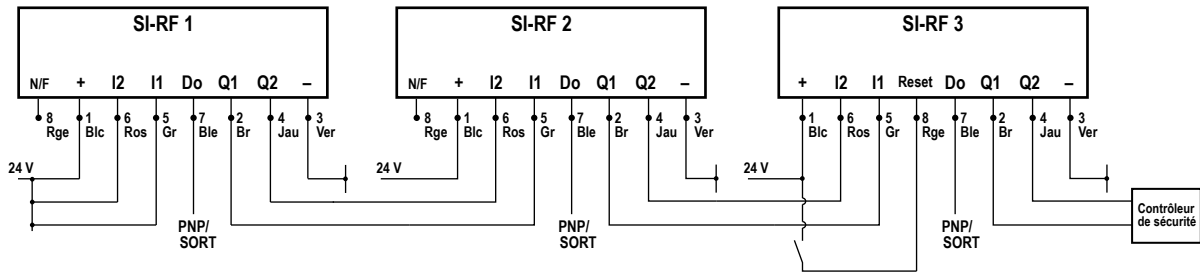 SI-RF 1
SI-RF 2
SI-RF 3
N/F + I2 I1 Do Q1 Q2 –
N/F + I2 I1 Do Q1 Q2 –
+ I2 I1 Reset Do Q1 Q2 –
8 1 6 5 7 2 4 3
Rge Blc Ros Gr Ble Br Jau Ver
8 1 6 5 7 2 4 3
Rge Blc Ros Gr Ble Br Jau Ver
1 6 5 8 7 2 4 3
Blc Ros Gr Rge Ble Br Jau Ver
24 V
24 V
24 V
PNP/
SORT
PNP/
SORT
PNP/
SORT
Contrôleur
de sécurité